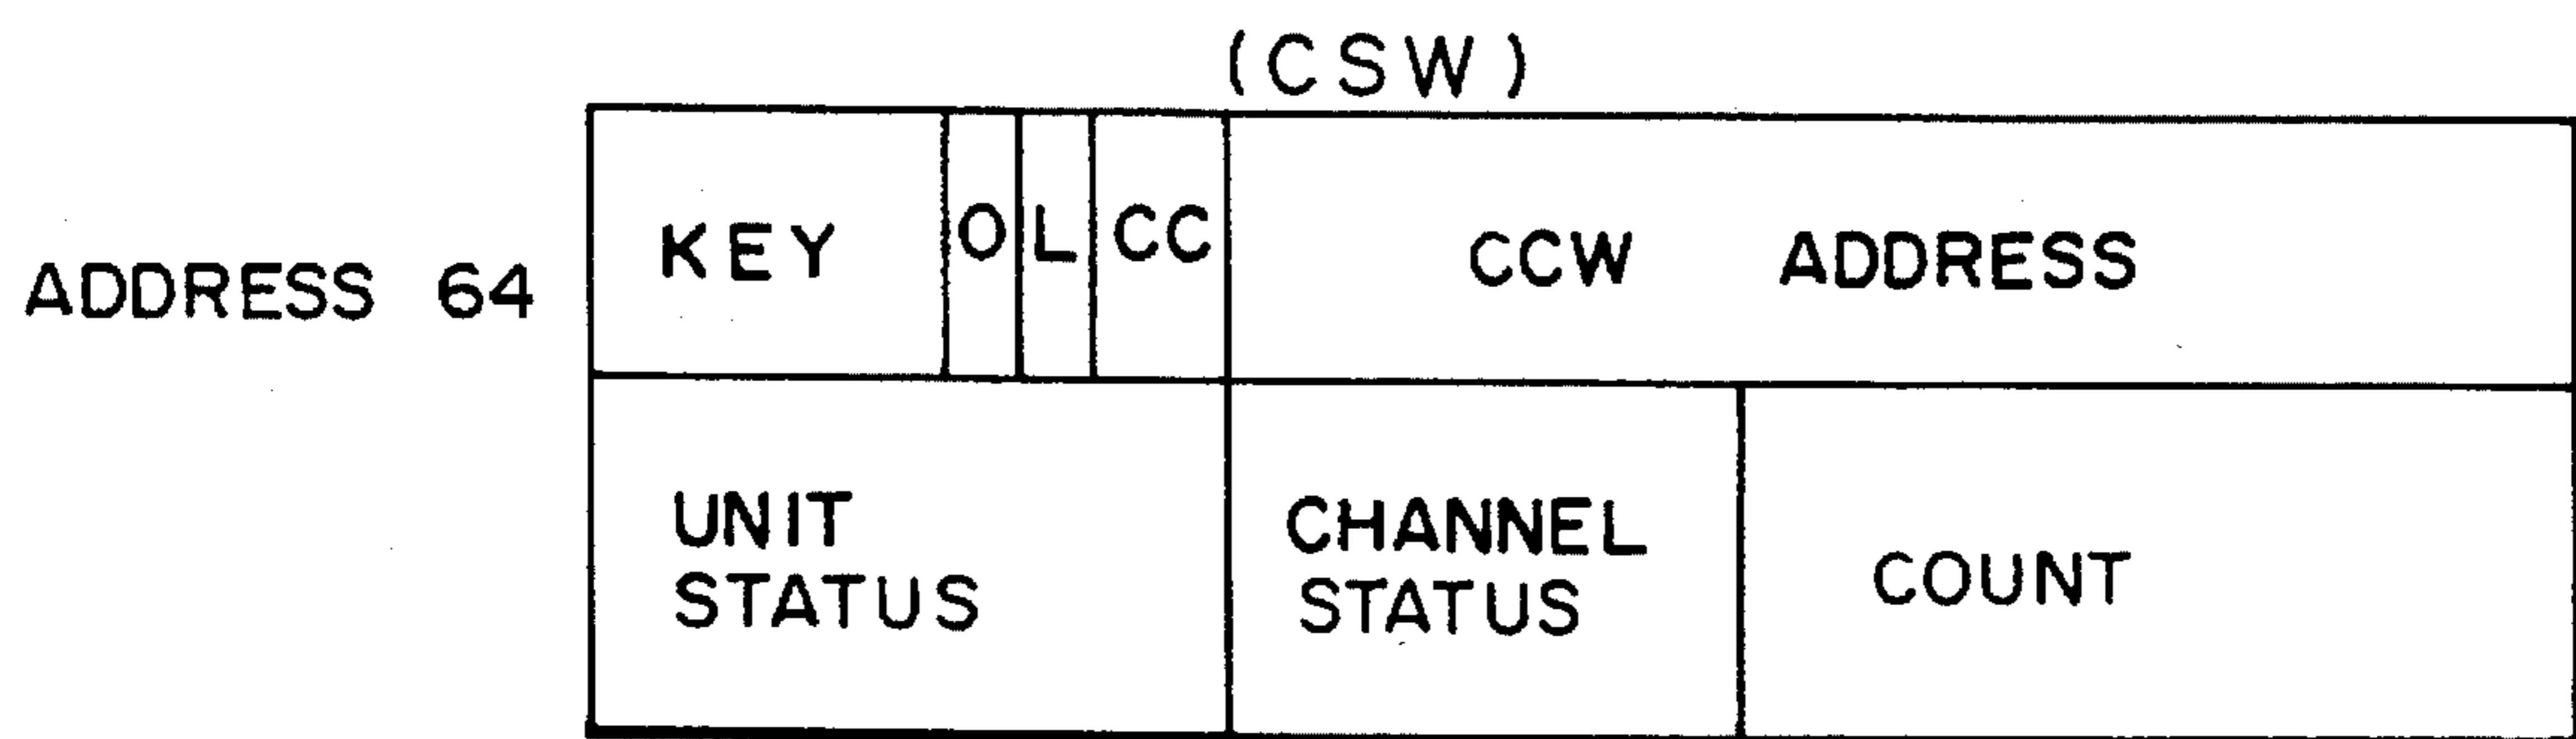 (CSW)
ADDRESS 64
KEY
O
L
CC
CCW ADDRESS
UNIT
STATUS
CHANNEL
STATUS
COUNT